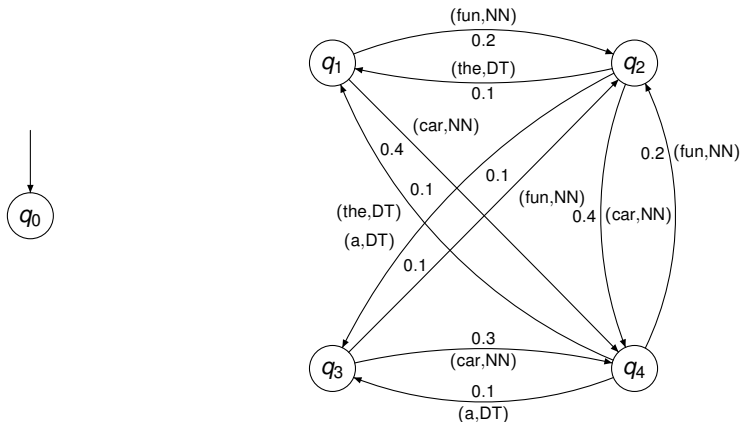 (fun,NN)
0.2
q1 q2
(the,DT)
0.1
(car,NN)
0.4
0.2 (fun,NN)
0.1 0.1
(fun,NN)
(the,DT)
q0
0.4 (car,NN)
(a,DT)
0.1
0.3
(car,NN)
q3 q4
0.1
(a,DT)